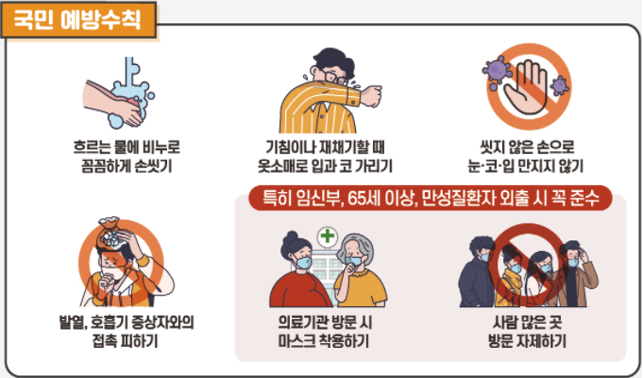 국민 예방수칙
흐르는 물에 비누로
꼼꼼하게 손씻기
기침이나 재채기할 때
옷소매로 입과 코 가리기
씻지 않은 손으로
눈·코·입 만지지 않기
발열, 호흡기 증상자와의
접촉 피하기
특히 임신부, 65세 이상, 만성질환자 외출 시 꼭 준수
의료기관 방문 시
마스크 착용하기
사람 많은 곳
방문 자제하기